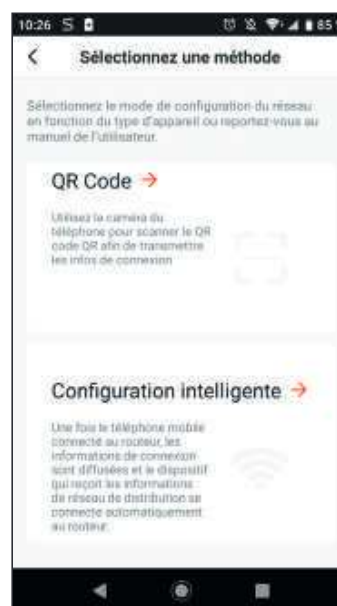 10:26 S 85
Sélectionnez une méthode
Sélectionnez le mode de configuration du réseau
en fonction du type d'appareil ou reportez-vous au
manuel de l'utilisateur.
QR Code →
Utilisez la caméra du
téléphone pour scanner le QR
code QR afin de transmettre
les infos de connexion
Configuration intelligente →
Une fois le téléphone mobile
connecté au routeur, les
informations de connexion
sont diffusées et le dispositif
qui reçoit les informations
de réseau de distribution se
connecte automatiquement
au routeur.